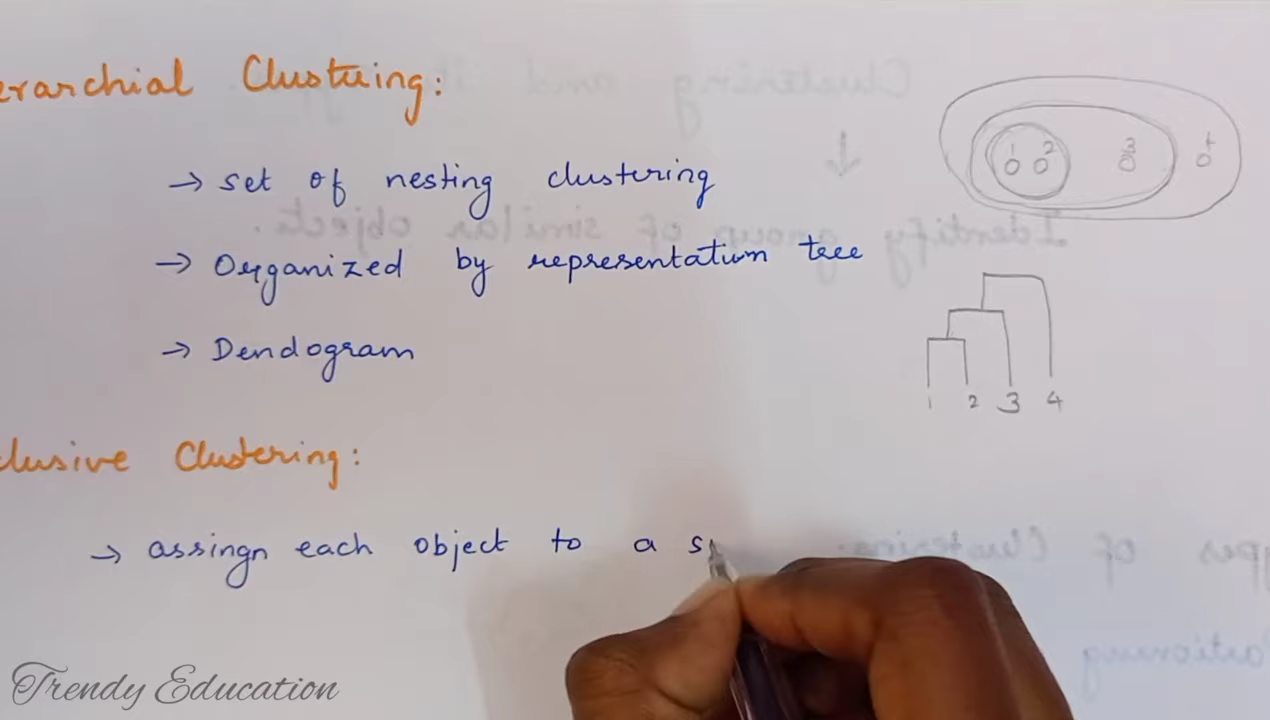 erarchial Clustering:
→ set of nesting clustering
→ Organized by representation tree
→ Dendogram
1 2 3 4
1 2 3 4
clusive Clustering:
→ assingn each object to a s
Trendy Education